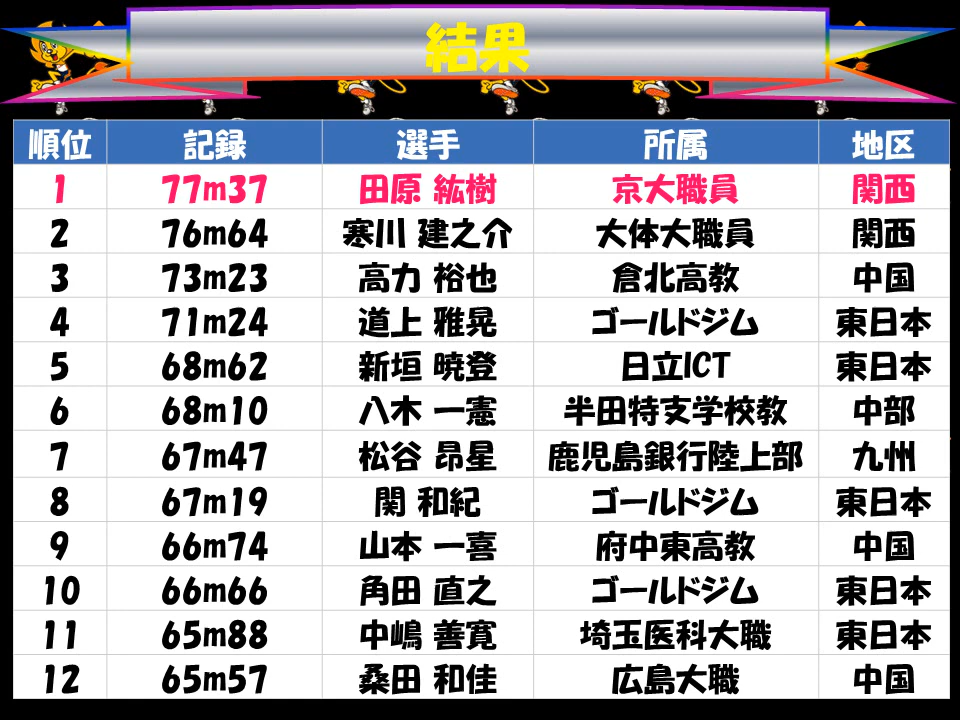 結果
順位 記録 選手 所属 地区
1 77m37 田原 紘樹 京大職員 関西
2 76m64 寒川 建之介 大体大職員 関西
3 73m23 高力 裕也 倉北高教 中国
4 71m24 道上 雅晃 ゴールドジム 東日本
5 68m62 新垣 暁登 日立ICT 東日本
6 68m10 八木 一憲 半田特支学校教 中部
7 67m47 松谷 昂星 鹿児島銀行陸上部 九州
8 67m19 関 和紀 ゴールドジム 東日本
9 66m74 山本 一喜 府中東高教 中国
10 66m66 角田 直之 ゴールドジム 東日本
11 65m88 中嶋 善寛 埼玉医科大職 東日本
12 65m57 桑田 和佳 広島大職 中国